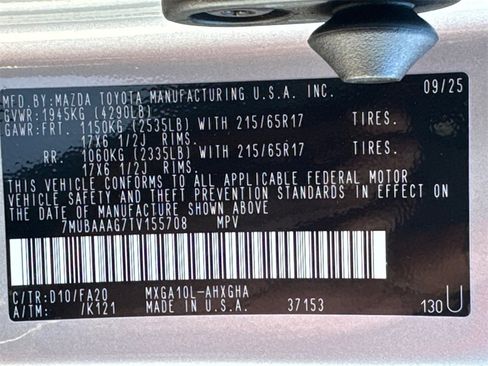 MFD.BY:MAZDA TOYOTA MANUFACTURING U.S.A. INC. 09/25
GVWR:1945KG (4290LB)
GAWR:FRT. 1150KG (2535LB) WITH 215/65R17 TIRES.
17X6 1/2J RIMS.
RR. 1060KG (2335LB) WITH 215/65R17 TIRES.
17X6 1/2J RIMS.
THIS VEHICLE CONFORMS TO ALL APPLICABLE FEDERAL MOTOR
VEHICLE SAFETY AND THEFT PREVENTION STANDARDS IN EFFECT ON
THE DATE OF MANUFACTURE SHOWN ABOVE
7MUBAAAG7TV155708 MPV
C/TR:D10/FA20 MXGA10L-AHXGHA
A/TM: /K121 MADE IN U.S.A. 37153 130 U